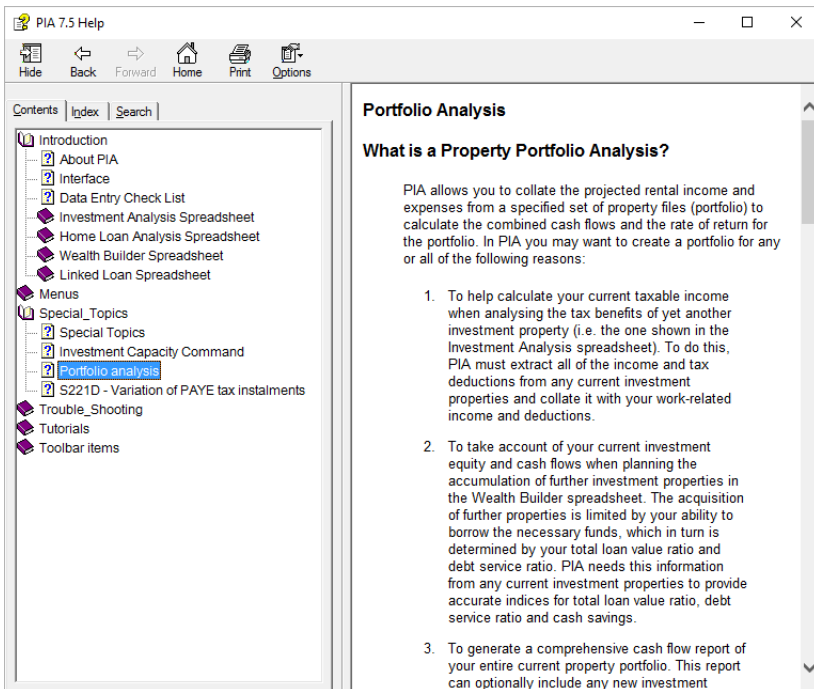 PIA 7.5 Help
Hide Back Forward Home Print Options
Contents Index Search
Introduction
About PIA
Interface
Data Entry Check List
Investment Analysis Spreadsheet
Home Loan Analysis Spreadsheet
Wealth Builder Spreadsheet
Linked Loan Spreadsheet
Menus
Special_Topics
Special Topics
Investment Capacity Command
Portfolio analysis
S221D - Variation of PAYE tax instalments
Trouble_Shooting
Tutorials
Toolbar items
Portfolio Analysis
What is a Property Portfolio Analysis?
PIA allows you to collate the projected rental income and
expenses from a specified set of property files (portfolio) to
calculate the combined cash flows and the rate of return for
the portfolio. In PIA you may want to create a portfolio for any
or all of the following reasons:
1. To help calculate your current taxable income
when analysing the tax benefits of yet another
investment property (i.e. the one shown in the
Investment Analysis spreadsheet). To do this,
PIA must extract all of the income and tax
deductions from any current investment
properties and collate it with your work-related
income and deductions.
2. To take account of your current investment
equity and cash flows when planning the
accumulation of further investment properties in
the Wealth Builder spreadsheet. The acquisition
of further properties is limited by your ability to
borrow the necessary funds, which in turn is
determined by your total loan value ratio and
debt service ratio. PIA needs this information
from any current investment properties to provide
accurate indices for total loan value ratio, debt
service ratio and cash savings.
3. To generate a comprehensive cash flow report of
your entire current property portfolio. This report
can optionally include any new investment